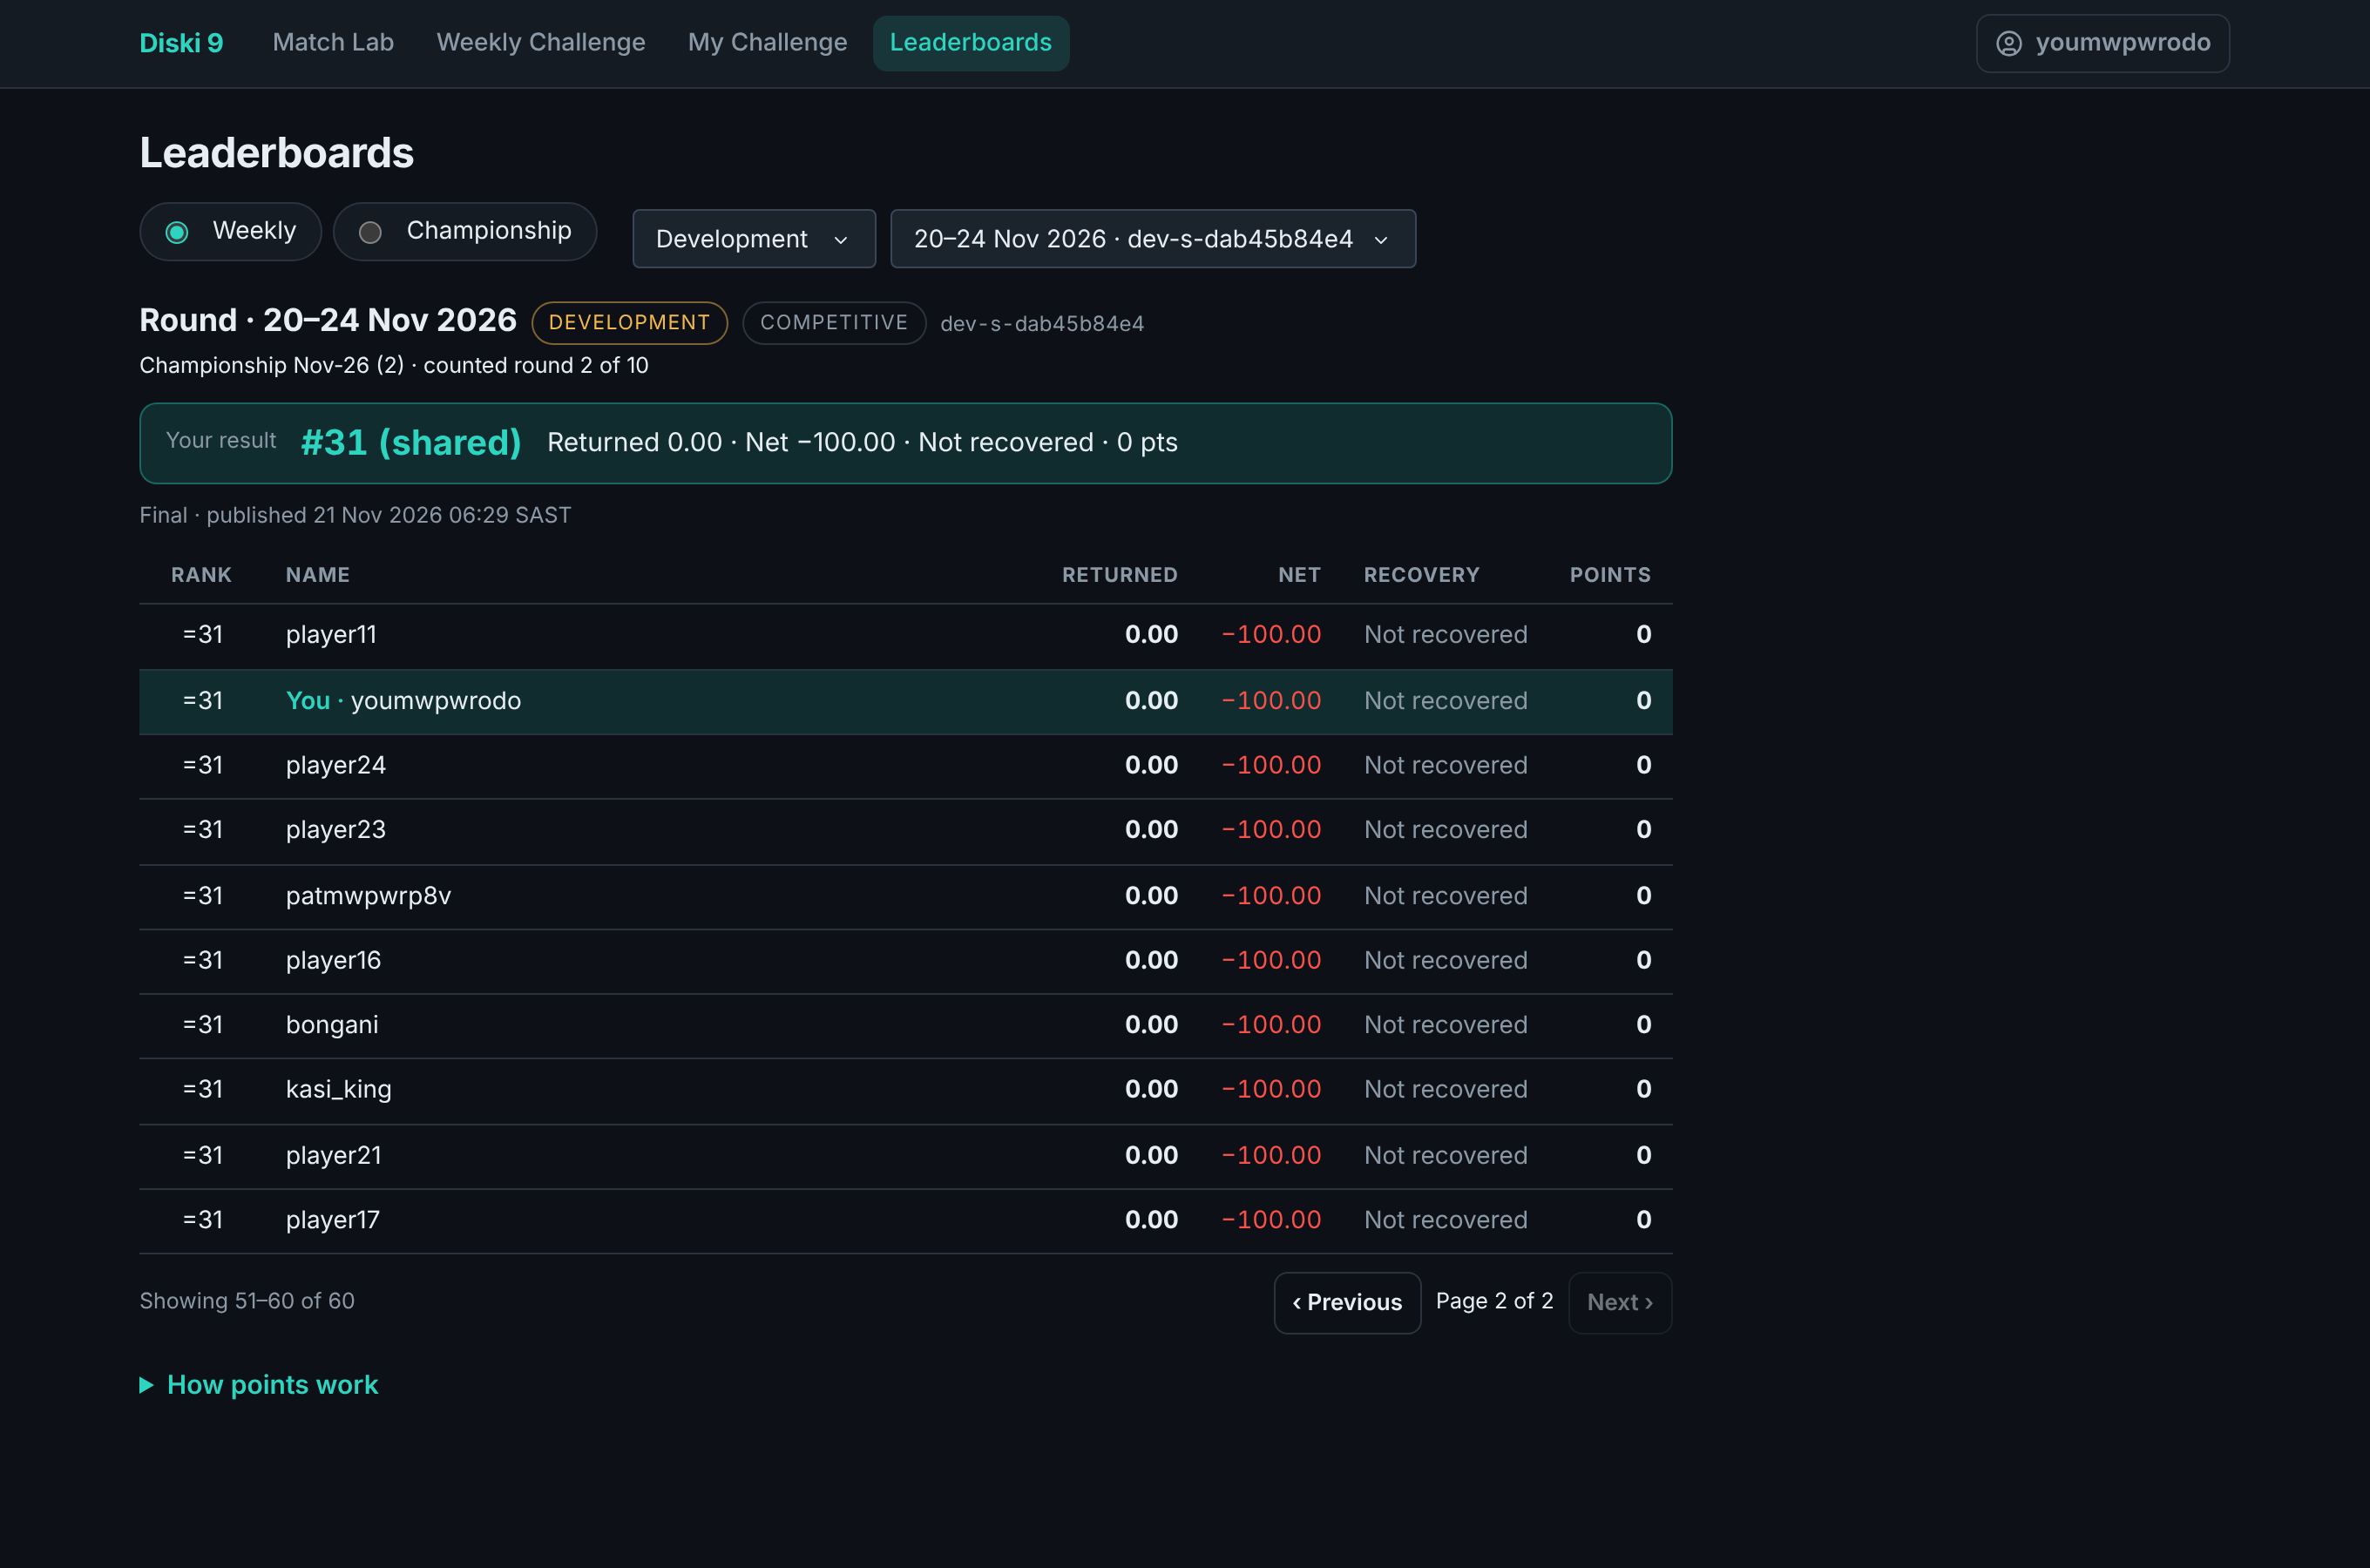 Diski 9 Match Lab Weekly Challenge My Challenge Leaderboards youmwpwrodo
Leaderboards
Weekly Championship Development 20–24 Nov 2026 · dev-s-dab45b84e4
Round · 20–24 Nov 2026 DEVELOPMENT COMPETITIVE dev-s-dab45b84e4
Championship Nov-26 (2) · counted round 2 of 10
Your result #31 (shared) Returned 0.00 · Net −100.00 · Not recovered · 0 pts
Final · published 21 Nov 2026 06:29 SAST
RANK NAME RETURNED NET RECOVERY POINTS
=31 player11 0.00 −100.00 Not recovered 0
=31 You · youmwpwrodo 0.00 −100.00 Not recovered 0
=31 player24 0.00 −100.00 Not recovered 0
=31 player23 0.00 −100.00 Not recovered 0
=31 patmwpwrp8v 0.00 −100.00 Not recovered 0
=31 player16 0.00 −100.00 Not recovered 0
=31 bongani 0.00 −100.00 Not recovered 0
=31 kasi_king 0.00 −100.00 Not recovered 0
=31 player21 0.00 −100.00 Not recovered 0
=31 player17 0.00 −100.00 Not recovered 0
Showing 51–60 of 60 ‹ Previous Page 2 of 2 Next ›
▶ How points work